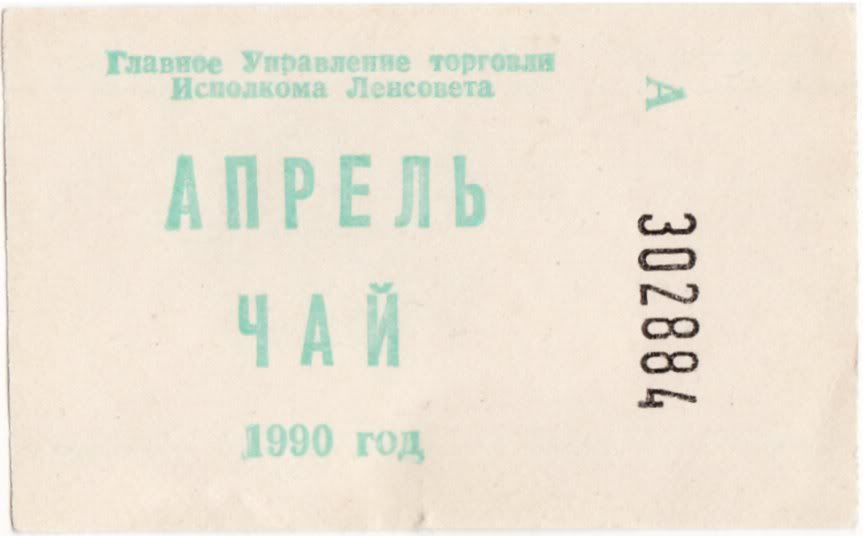 Главное Управление торговли
Исполкома Ленсовета
АПРЕЛЬ
ЧАЙ
1990 год
А
302884